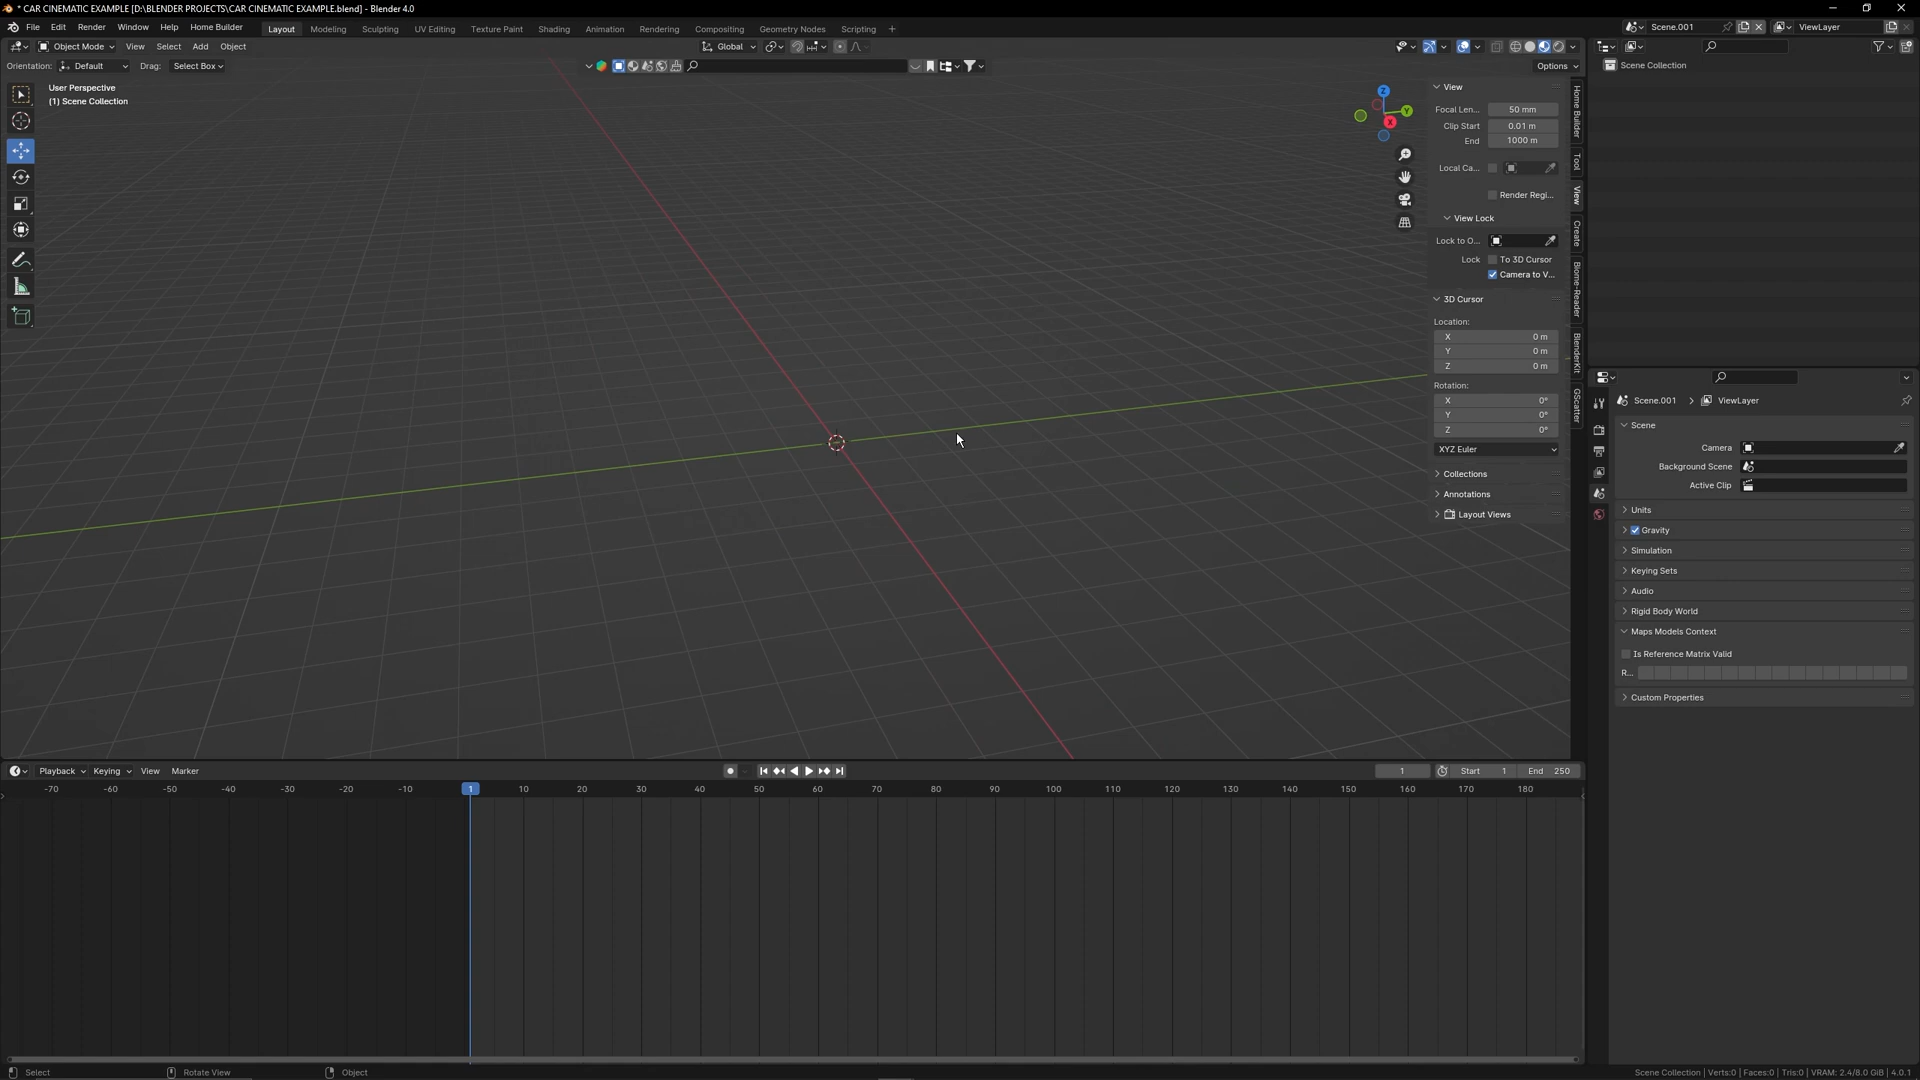 * CAR CINEMATIC EXAMPLE [D:\BLENDER PROJECTS\CAR CINEMATIC EXAMPLE.blend] - Blender 4.0
File Edit Render Window Help Home Builder Layout Modeling Sculpting UV Editing Texture Paint Shading Animation Rendering Compositing Geometry Nodes Scripting + Scene.001 ViewLayer
Object Mode View Select Add Object Global
Orientation: Default Drag: Select Box Options
Scene Collection
User Perspective
(1) Scene Collection
Z
Y
X
View
Focal Len... 50 mm
Clip Start 0.01 m
End 1000 m
Local Ca...
Render Regi...
View Lock
Lock to O...
Lock To 3D Cursor
Camera to V...
3D Cursor
Location:
X 0 m
Y 0 m
Z 0 m
Rotation:
X 0°
Y 0°
Z 0°
XYZ Euler
Collections
Annotations
Layout Views
Home Builder
Tool
View
Create
Biome-Reader
BlenderKit
GScatter
Scene.001 > ViewLayer
Scene
Camera
Background Scene
Active Clip
Units
Gravity
Simulation
Keying Sets
Audio
Rigid Body World
Maps Models Context
Is Reference Matrix Valid
R...
Custom Properties
Playback Keying View Marker 1 Start 1 End 250
-70 -60 -50 -40 -30 -20 -10 1 10 20 30 40 50 60 70 80 90 100 110 120 130 140 150 160 170 180
Select Rotate View Object Scene Collection | Verts:0 | Faces:0 | Tris:0 | VRAM: 2.4/8.0 GiB | 4.0.1